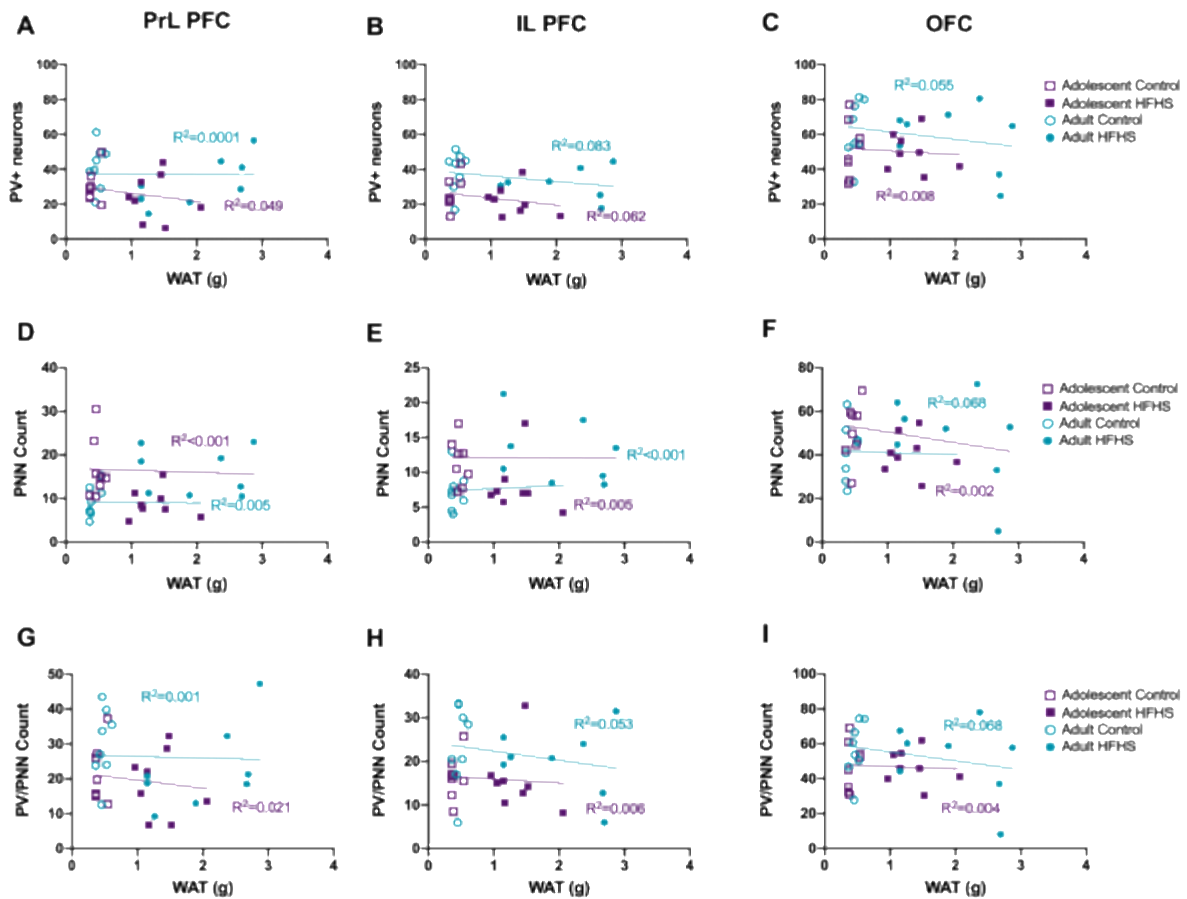 PrL PFC
IL PFC
OFC
A
PV+ neurons
100
80
60
40
20
0
0 1 2 3 4
WAT (g)
R²=0.0001
R²=0.049
B
PV+ neurons
100
80
60
40
20
0
0 1 2 3 4
WAT (g)
R²=0.083
R²=0.062
C
PV+ neurons
100
80
60
40
20
0
0 1 2 3 4
WAT (g)
R²=0.055
R²=0.008
Adolescent Control
Adolescent HFHS
Adult Control
Adult HFHS
D
PNN Count
40
30
20
10
0
0 1 2 3 4
WAT (g)
R²<0.001
R²=0.005
E
PNN Count
25
20
15
10
5
0
0 1 2 3 4
WAT (g)
R²<0.001
R²=0.005
F
PNN Count
80
60
40
20
0
0 1 2 3 4
WAT (g)
R²=0.068
R²=0.002
Adolescent Control
Adolescent HFHS
Adult Control
Adult HFHS
G
PV/PNN Count
50
40
30
20
10
0
0 1 2 3 4
WAT (g)
R²=0.001
R²=0.021
H
PV/PNN Count
40
30
20
10
0
0 1 2 3 4
WAT (g)
R²=0.053
R²=0.006
I
PV/PNN Count
100
80
60
40
20
0
0 1 2 3 4
WAT (g)
R²=0.068
R²=0.004
Adolescent Control
Adolescent HFHS
Adult Control
Adult HFHS